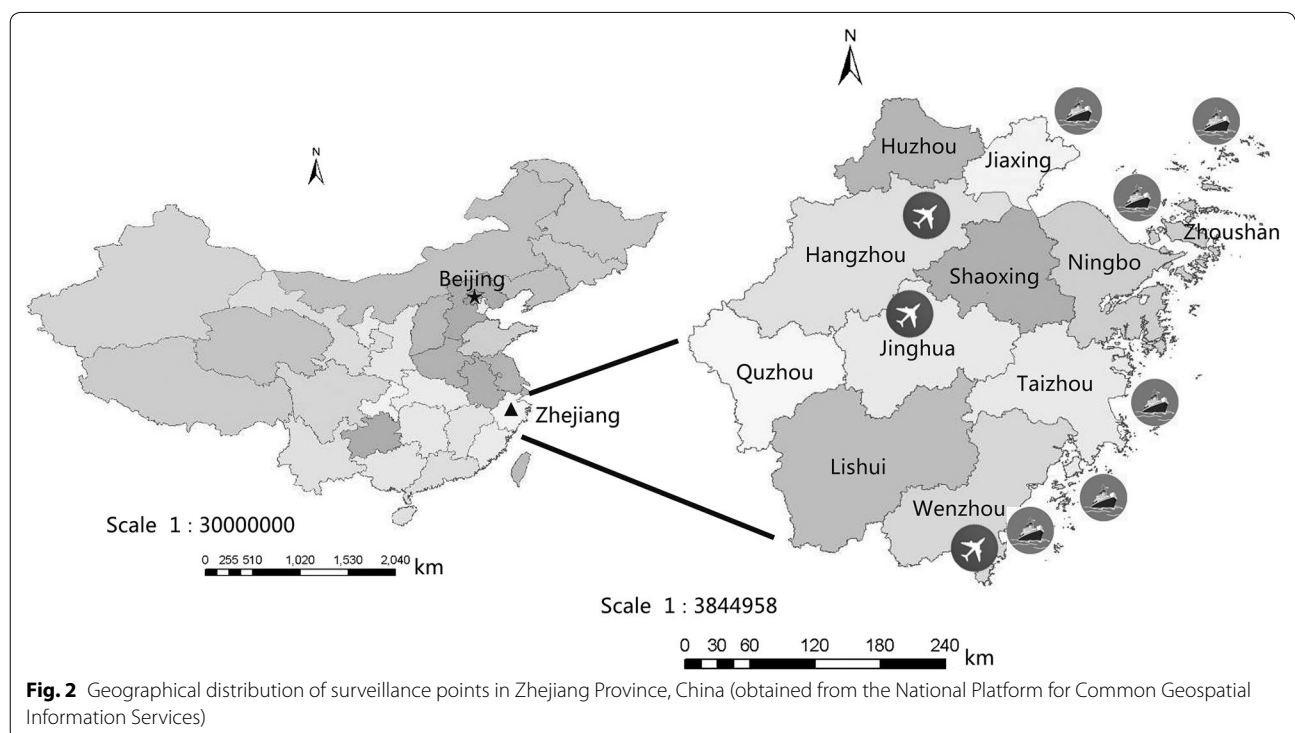 N
N
Huzhou
Jiaxing
Hangzhou
Zhoushan
Shaoxing
Ningbo
Beijing
Jinghua
Quzhou
Taizhou
Zhejiang
Lishui
Wenzhou
Scale 1 : 30000000
0 255 510 1,020 1,530 2,040 km
Scale 1 : 3844958
0 30 60 120 180 240 km
Fig. 2 Geographical distribution of surveillance points in Zhejiang Province, China (obtained from the National Platform for Common Geospatial
Information Services)